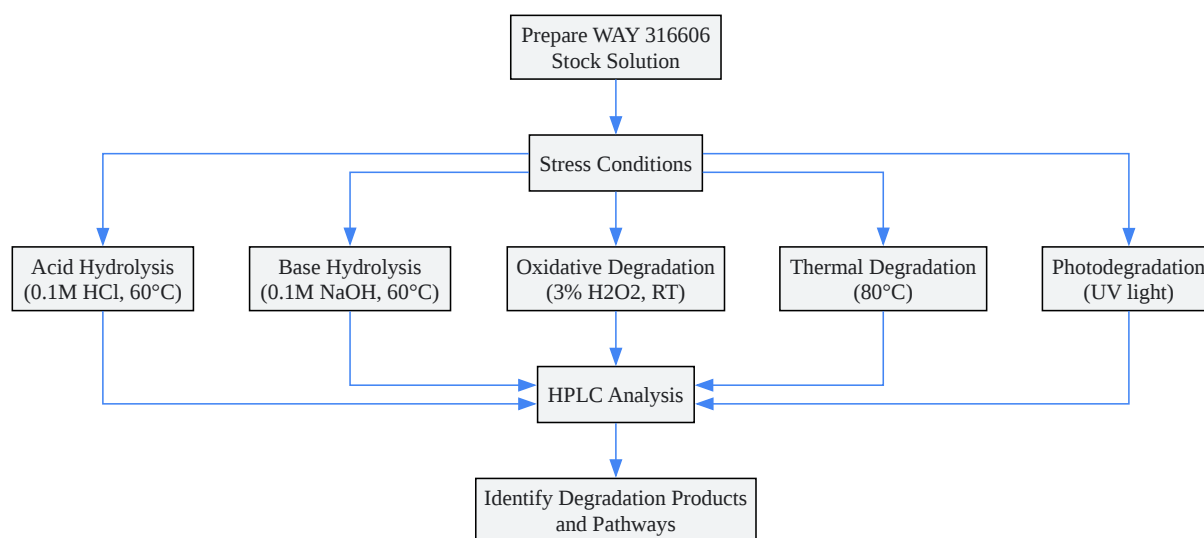 Prepare WAY 316606
Stock Solution
Stress Conditions
Acid Hydrolysis
(0.1M HCl, 60°C)
Base Hydrolysis
(0.1M NaOH, 60°C)
Oxidative Degradation
(3% H2O2, RT)
Thermal Degradation
(80°C)
Photodegradation
(UV light)
HPLC Analysis
Identify Degradation Products
and Pathways